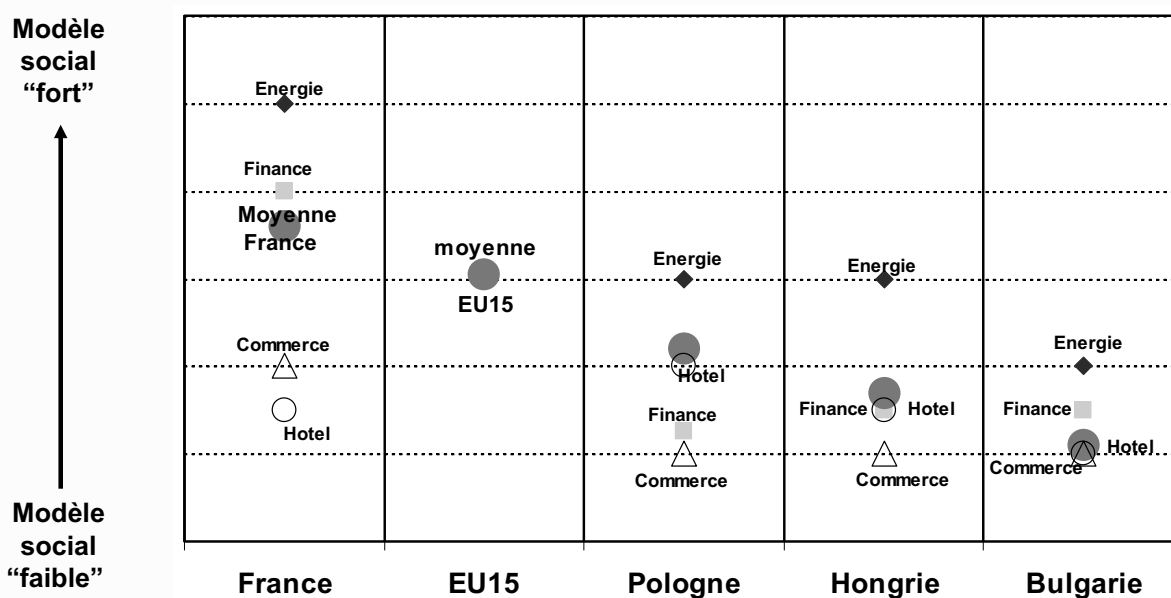 Modèle
social
“fort”
Modèle
social
“faible”
Energie
Finance
Moyenne
France
Commerce
Hotel
moyenne
EU15
Energie
Hotel
Finance
Commerce
Energie
Finance
Hotel
Commerce
Energie
Finance
Hotel
Commerce
France
EU15
Pologne
Hongrie
Bulgarie